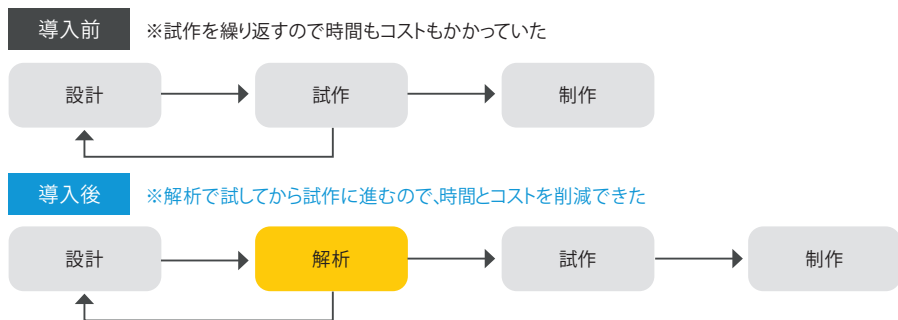 導入前 ※試作を繰り返すので時間もコストもかかっていた
設計 試作 制作
導入後 ※解析で試してから試作に進むので、時間とコストを削減できた
設計 解析 試作 制作